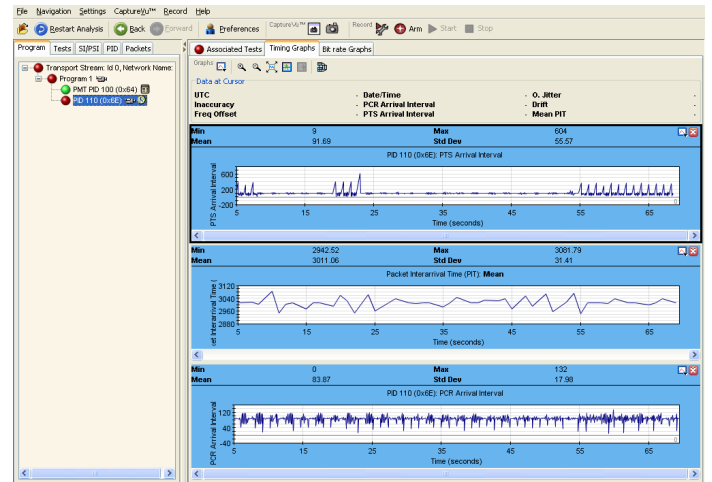 File Navigation Settings CaptureVu™ Record Help
Restart Analysis Back Forward Preferences CaptureVu™ Record Arm Start Stop
Program Tests SI/PSI PID Packets
Transport Stream: Id 0, Network Name:
Program 1
PMT PID 100 (0x64)
PID 110 (0x6E)
Associated Tests Timing Graphs Bit rate Graphs
Graphs
Data at Cursor
UTC - Date/Time - O. Jitter -
Inaccuracy - PCR Arrival Interval - Drift -
Freq Offset - PTS Arrival Interval - Mean PIT -
Min 9 Max 604
Mean 91.69 Std Dev 55.57
PID 110 (0x6E): PTS Arrival Interval
PTS Arrival Interval
600
200
-200
0
5 15 25 35 45 55 65
Time (seconds)
Min 2942.52 Max 3081.79
Mean 3011.06 Std Dev 31.41
Packet Interarrival Time (PIT): Mean
ket Interarrival Time (
3120
3040
2960
2880
5 15 25 35 45 55 65
Time (seconds)
Min 0 Max 132
Mean 83.87 Std Dev 17.98
PID 110 (0x6E): PCR Arrival Interval
PCR Arrival Interval
120
40
-40
0
5 15 25 35 45 55 65
Time (seconds)